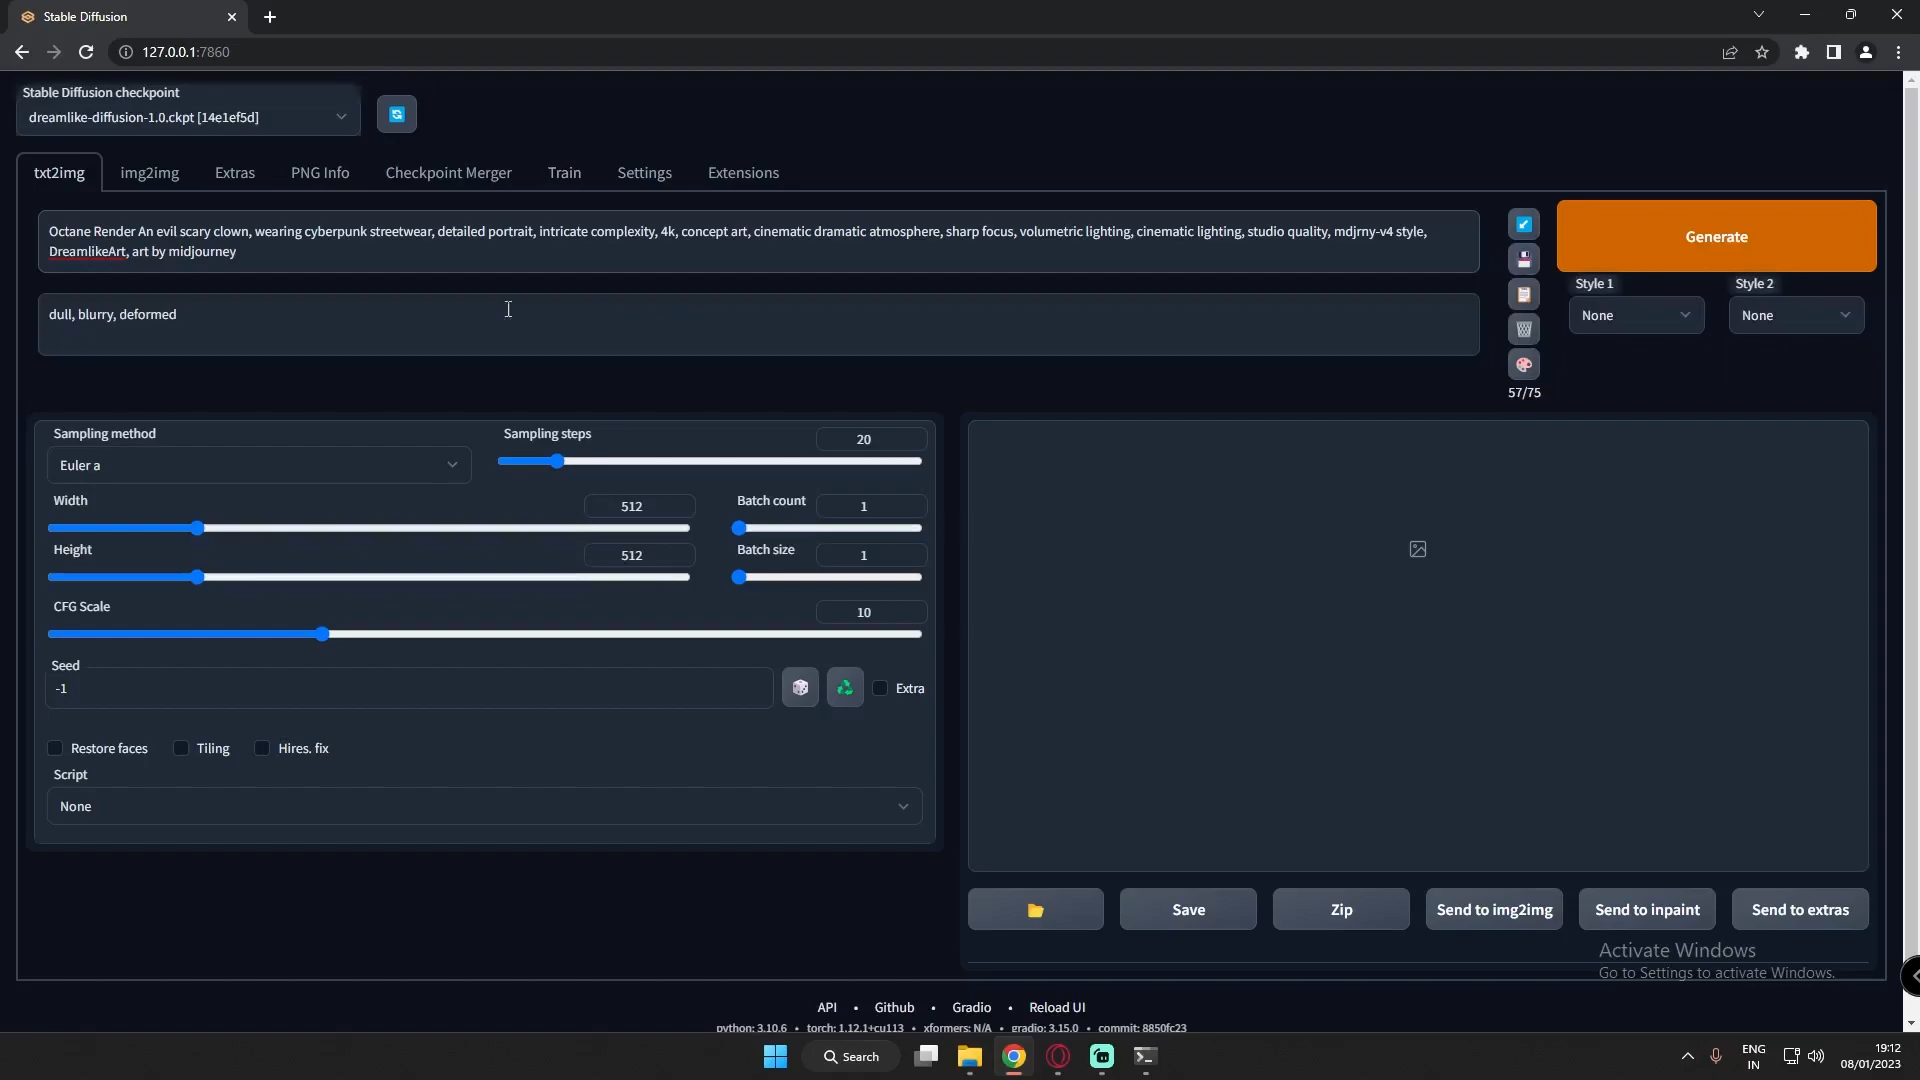 Stable Diffusion
127.0.0.1:7860
Stable Diffusion checkpoint
dreamlike-diffusion-1.0.ckpt [14e1ef5d]
txt2img img2img Extras PNG Info Checkpoint Merger Train Settings Extensions
Octane Render An evil scary clown, wearing cyberpunk streetwear, detailed portrait, intricate complexity, 4k, concept art, cinematic dramatic atmosphere, sharp focus, volumetric lighting, cinematic lighting, studio quality, mdjrny-v4 style,
DreamlikeArt, art by midjourney
Generate
Style 1 Style 2
None None
dull, blurry, deformed
57/75
Sampling method Sampling steps 20
Euler a
Width 512 Batch count 1
Height 512 Batch size 1
CFG Scale 10
Seed
-1
Extra
Restore faces Tiling Hires. fix
Script
None
Save Zip Send to img2img Send to inpaint Send to extras
Activate Windows
Go to Settings to activate Windows.
API • Github • Gradio • Reload UI
python: 3.10.6 • torch: 1.12.1+cu113 • xformers: N/A • gradio: 3.15.0 • commit: 8850fc23
Search
ENG
IN
19:12
08/01/2023